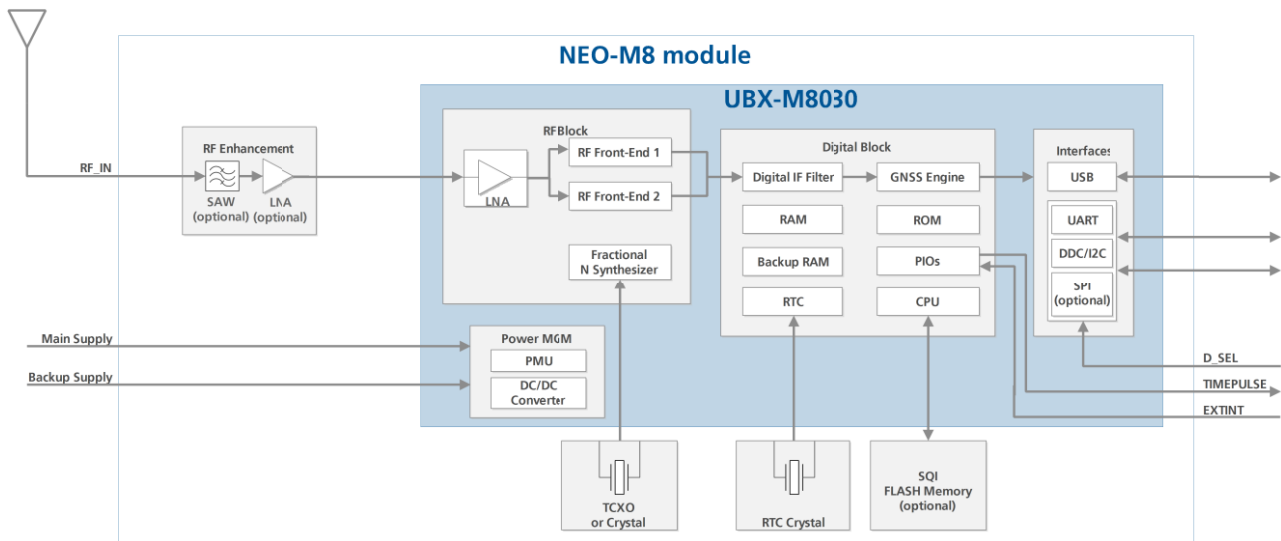 NEO-M8 module
UBX-M8030
RF_IN
RF Enhancement
SAW
(optional)
LNA
(optional)
RFBlock
LNA
RF Front-End 1
RF Front-End 2
Fractional
N Synthesizer
Digital Block
Digital IF Filter
GNSS Engine
RAM
ROM
Backup RAM
PIOs
RTC
CPU
Interfaces
USB
UART
DDC/I2C
SPI
(optional)
Main Supply
Backup Supply
Power MGM
PMU
DC/DC
Converter
D_SEL
TIMEPULSE
EXTINT
TCXO
or Crystal
RTC Crystal
SQI
FLASH Memory
(optional)